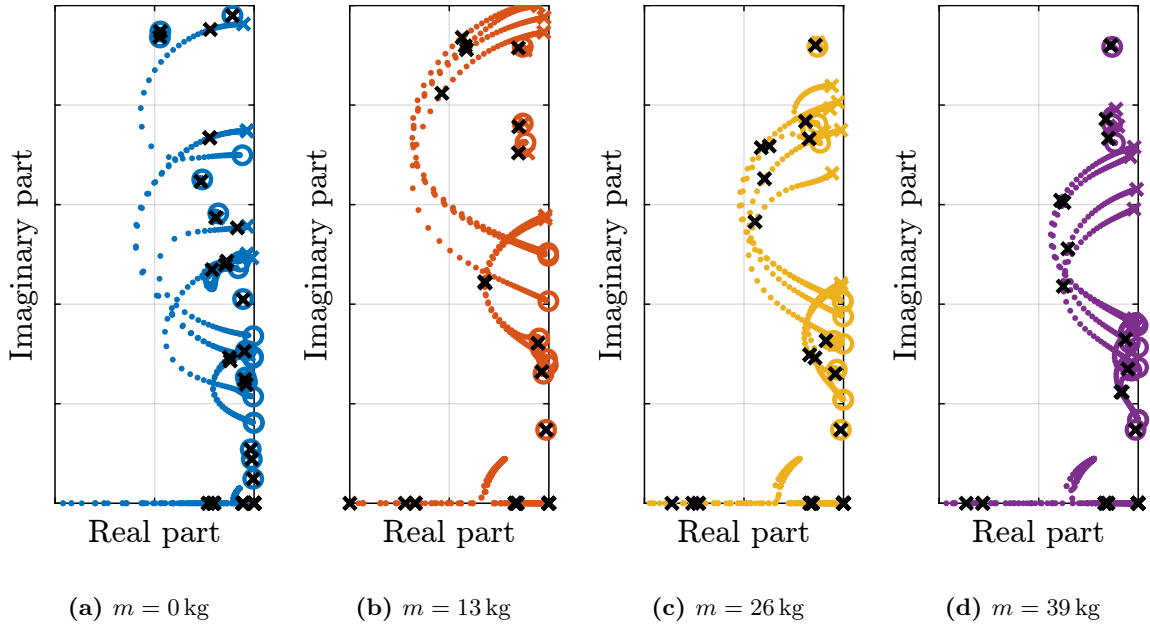 Imaginary part
Imaginary part
Imaginary part
Imaginary part
Real part
Real part
Real part
Real part
(a) m = 0 kg
(b) m = 13 kg
(c) m = 26 kg
(d) m = 39 kg